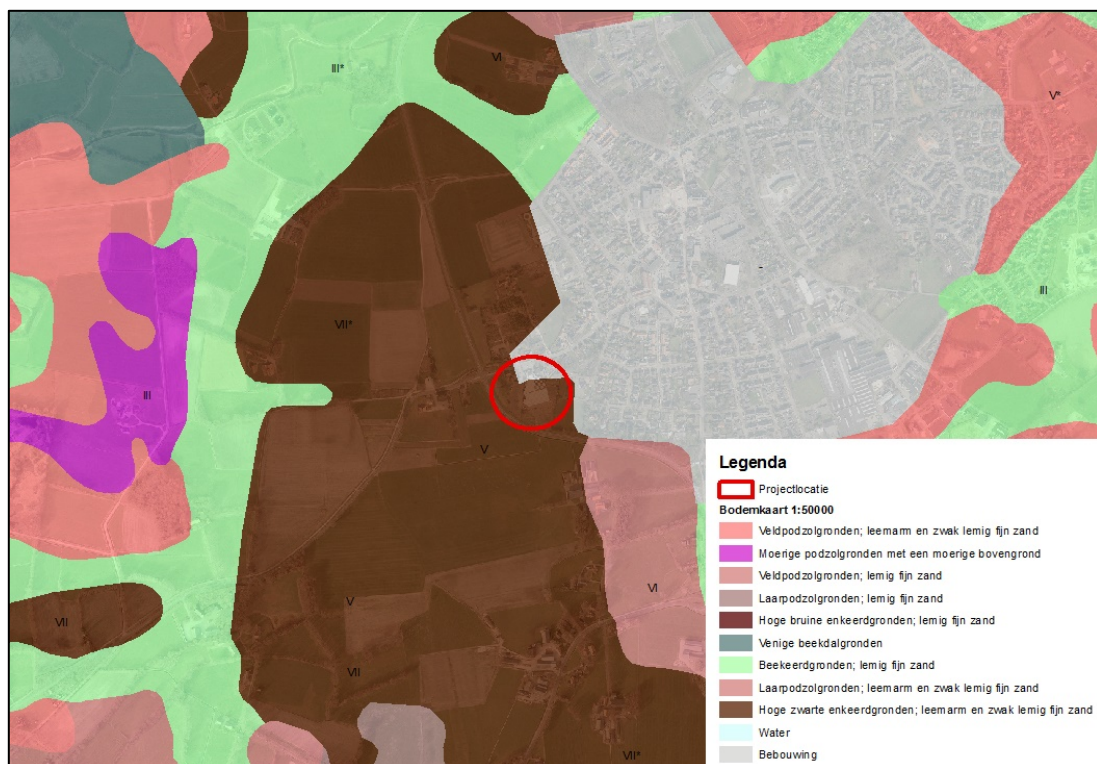 VI
III*
V*
III
VII*
III
V
VI
V
VII
VII
VII*
-
Legenda
Projectlocatie
Bodemkaart 1:50000
Veldpodzolgronden; leemarm en zwak lemig fijn zand
Moerige podzolgronden met een moerige bovengrond
Veldpodzolgronden; lemig fijn zand
Laarpodzolgronden; lemig fijn zand
Hoge bruine enkeerdgronden; lemig fijn zand
Venige beekdalgronden
Beekeerdgronden; lemig fijn zand
Laarpodzolgronden; leemarm en zwak lemig fijn zand
Hoge zwarte enkeerdgronden; leemarm en zwak lemig fijn zand
Water
Bebouwing